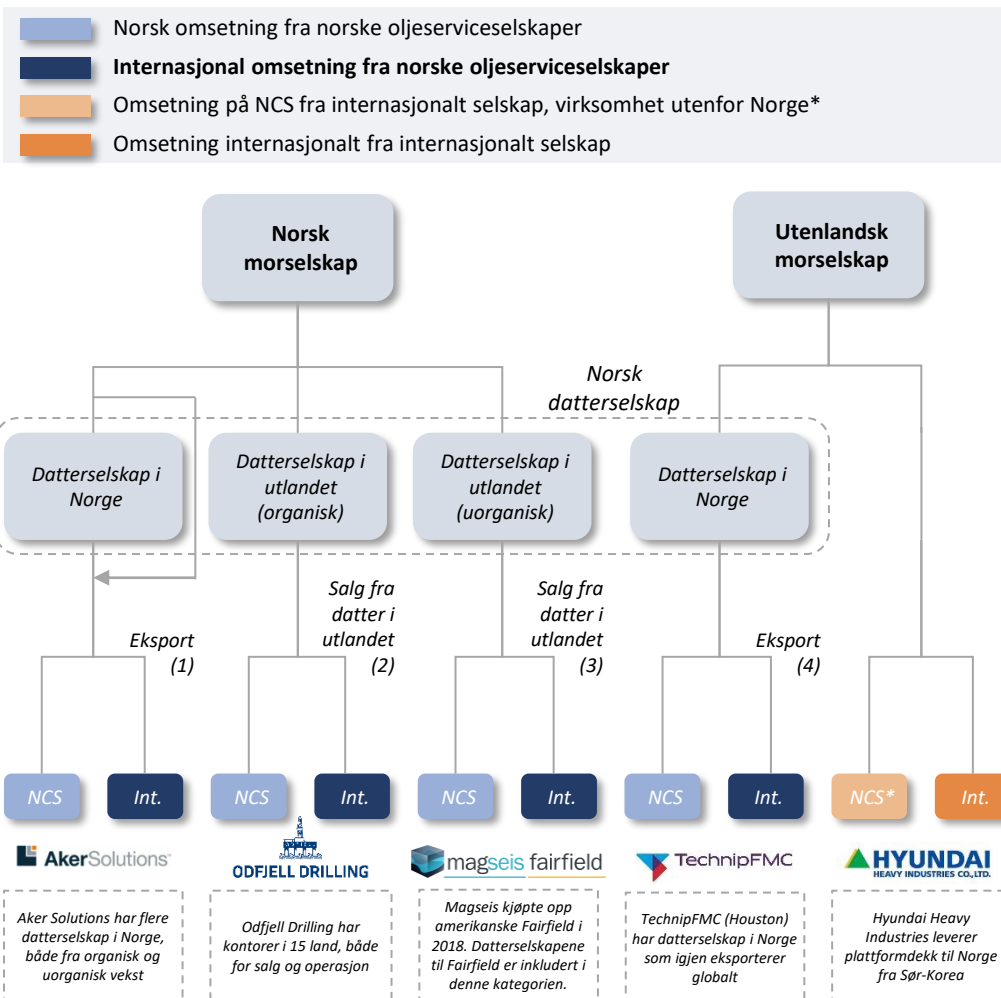 Norsk omsetning fra norske oljeserviceselskaper
Internasjonal omsetning fra norske oljeserviceselskaper
Omsetning på NCS fra internasjonalt selskap, virksomhet utenfor Norge*
Omsetning internasjonalt fra internasjonalt selskap
Norsk
morselskap
Utenlandsk
morselskap
Norsk
datterselskap
Datterselskap i
Norge
Datterselskap i
utlandet
(organisk)
Datterselskap i
utlandet
(uorganisk)
Datterselskap i
Norge
Eksport
(1)
Salg fra
datter i
utlandet
(2)
Salg fra
datter i
utlandet
(3)
Eksport
(4)
NCS
Int.
NCS
Int.
NCS
Int.
NCS
Int.
NCS*
Int.
AkerSolutions
ODFJELL DRILLING
magseis fairfield
TechnipFMC
HYUNDAI
HEAVY INDUSTRIES CO.,LTD.
Aker Solutions har flere
datterselskap i Norge,
både fra organisk og
uorganisk vekst
Odfjell Drilling har
kontorer i 15 land, både
for salg og operasjon
Magseis kjøpte opp
amerikanske Fairfield i
2018. Datterselskapene
til Fairfield er inkludert i
denne kategorien.
TechnipFMC (Houston)
har datterselskap i Norge
som igjen eksporterer
globalt
Hyundai Heavy
Industries leverer
plattformdekk til Norge
fra Sør-Korea